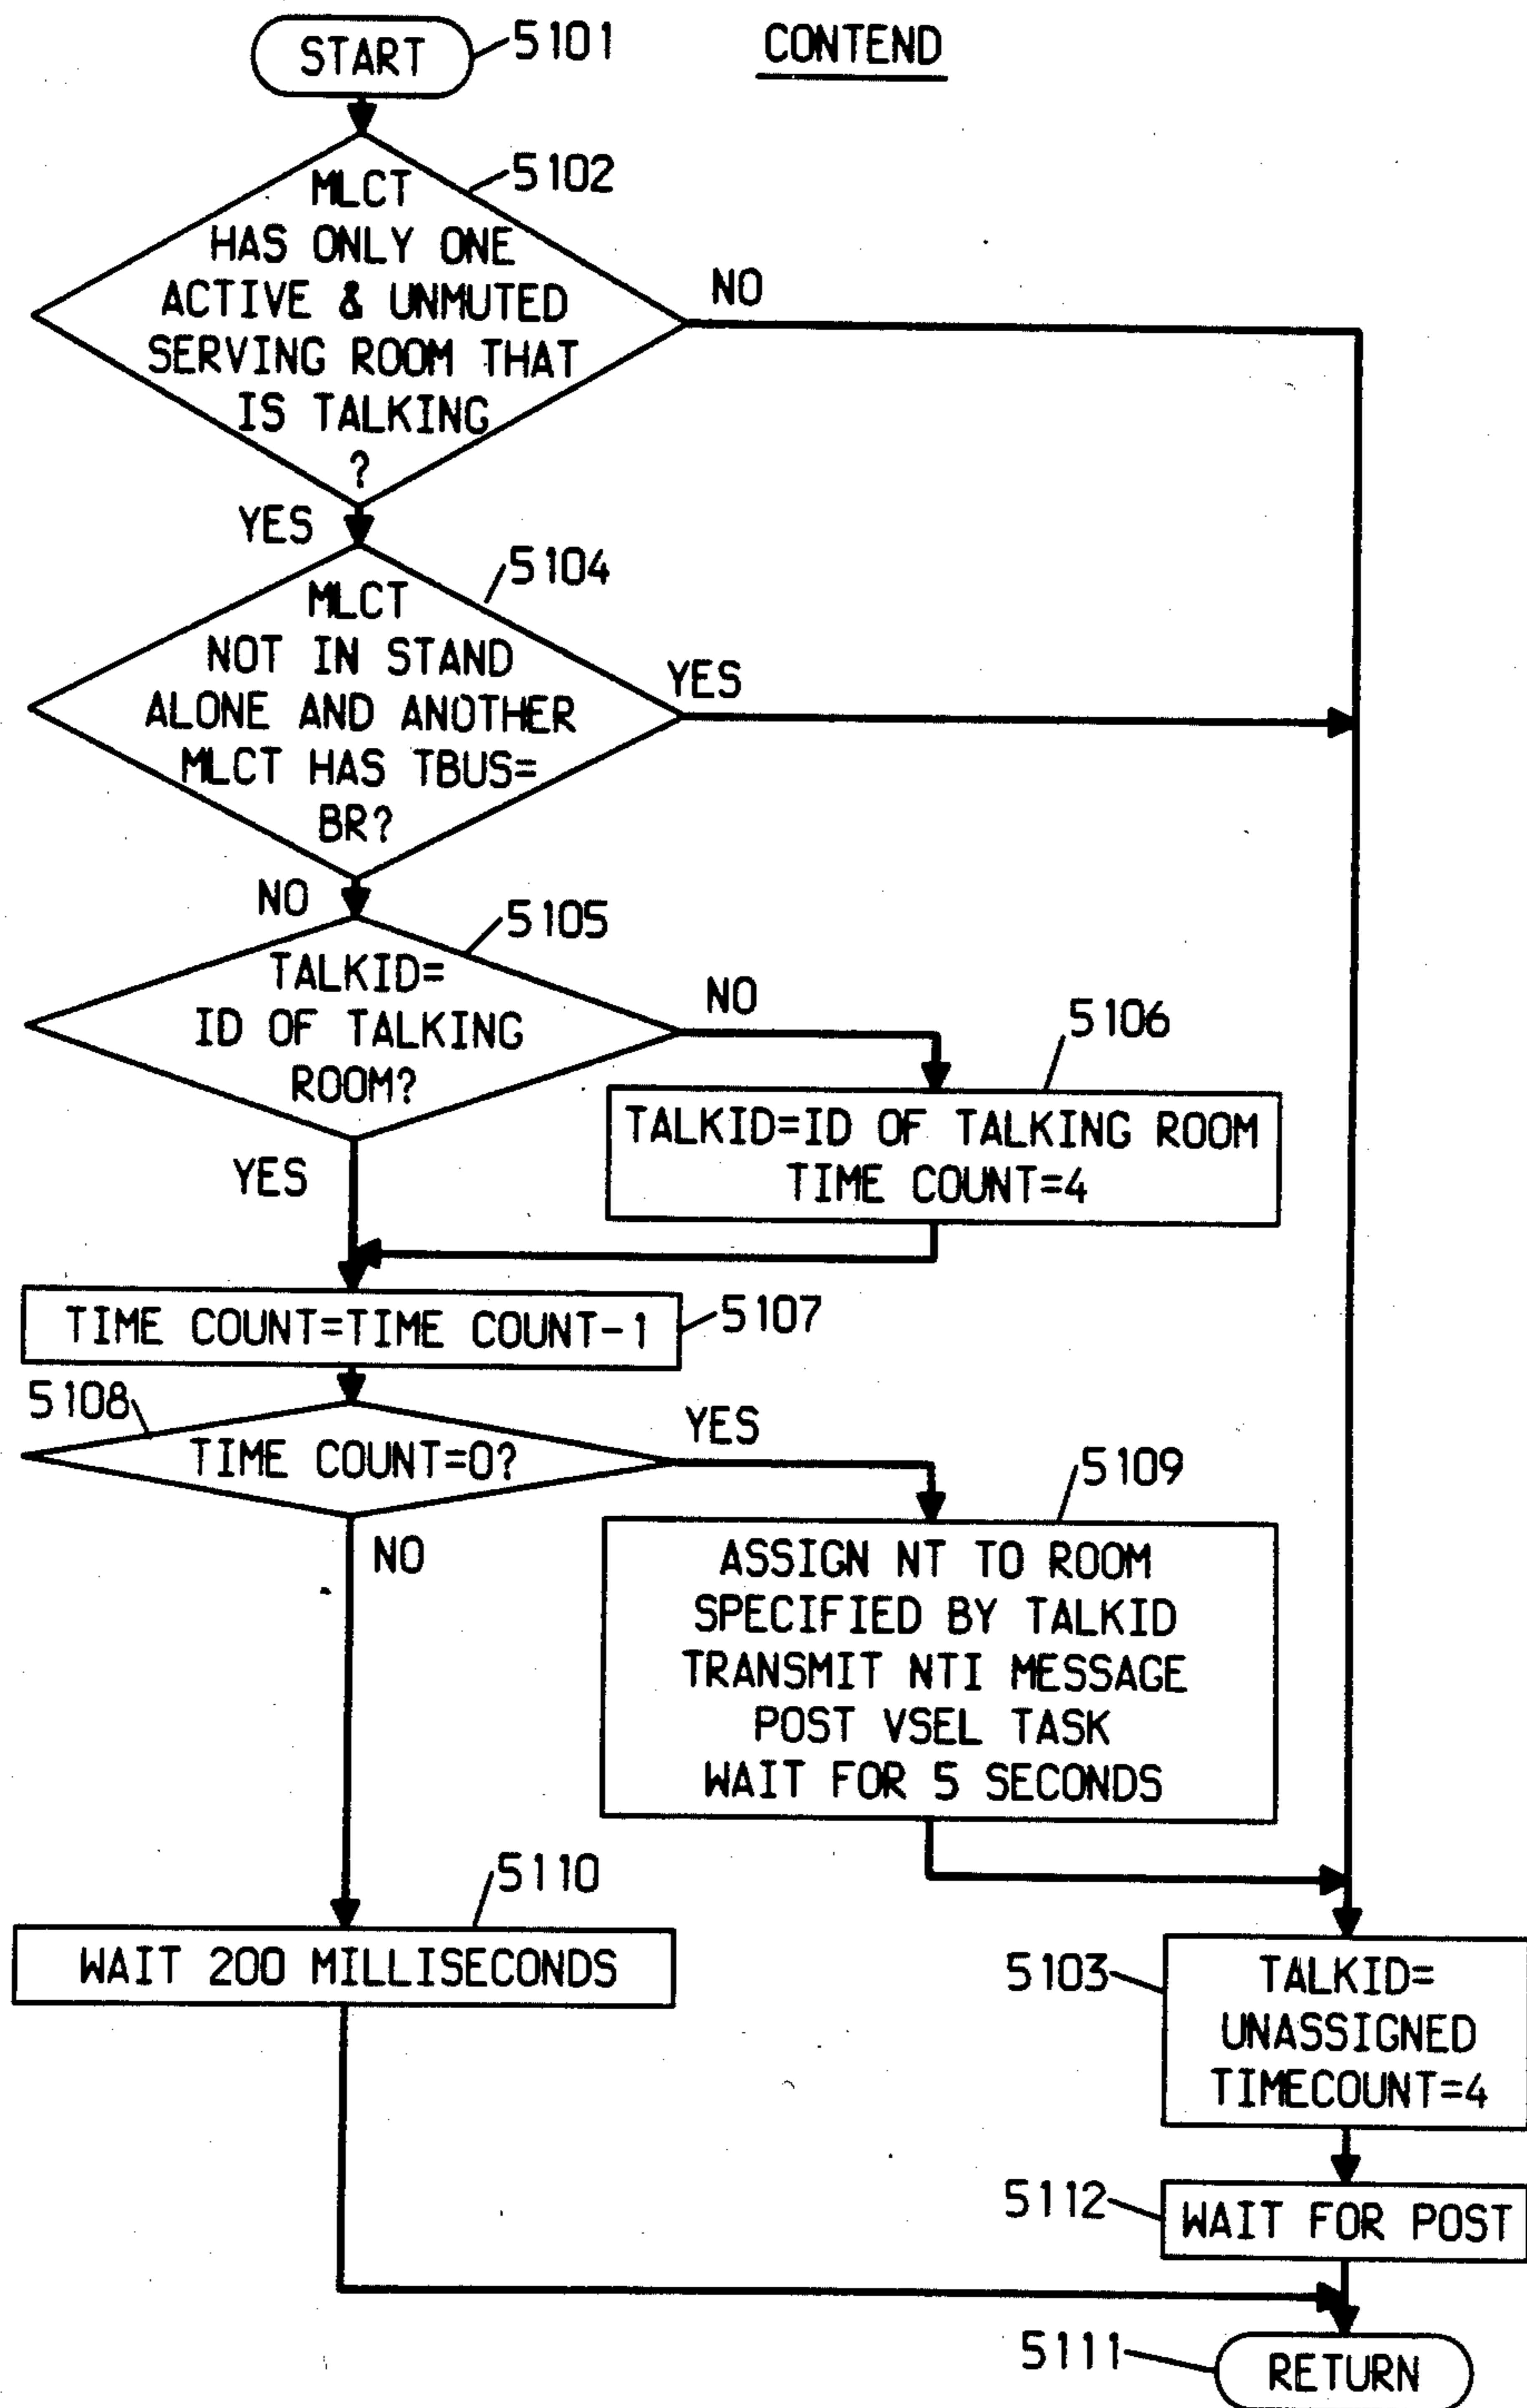 START
5101
CONTEND
5102
MLCT
HAS ONLY ONE
ACTIVE & UNMUTED
SERVING ROOM THAT
IS TALKING
?
NO
YES
5104
MLCT
NOT IN STAND
ALONE AND ANOTHER
MLCT HAS TBUS=
BR?
YES
NO
5105
TALKID=
ID OF TALKING
ROOM?
NO
5106
TALKID=ID OF TALKING ROOM
TIME COUNT=4
YES
TIME COUNT=TIME COUNT-1
5107
5108
TIME COUNT=0?
YES
5109
NO
ASSIGN NT TO ROOM
SPECIFIED BY TALKID
TRANSMIT NTI MESSAGE
POST VSEL TASK
WAIT FOR 5 SECONDS
5110
WAIT 200 MILLISECONDS
5103
TALKID=
UNASSIGNED
TIMECOUNT=4
5112
WAIT FOR POST
5111
RETURN